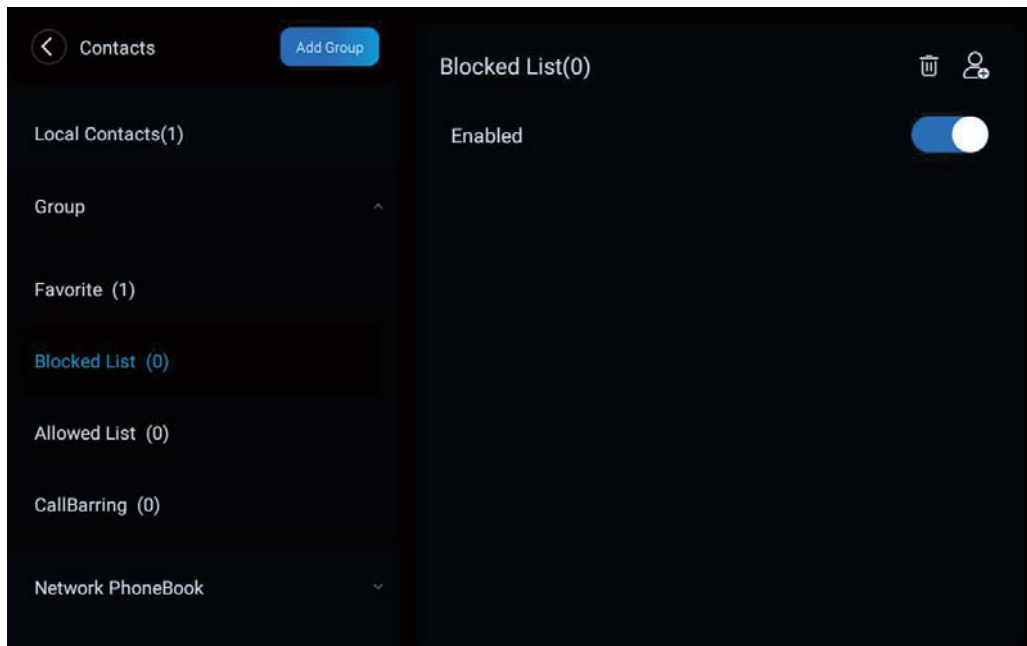 Contacts
Add Group
Local Contacts(1)
Group
Favorite (1)
Blocked List (0)
Allowed List (0)
CallBarring (0)
Network PhoneBook
Blocked List(0)
Enabled